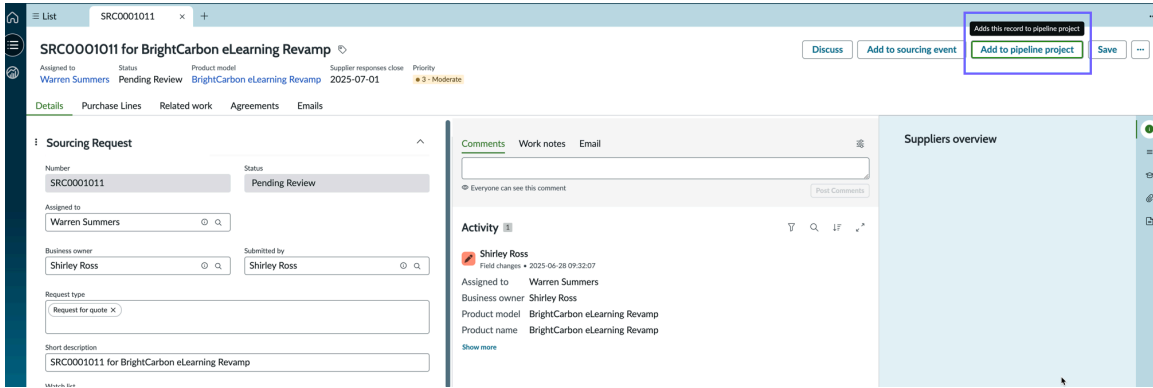 List
SRC0001011
Adds this record to pipeline project
SRC0001011 for BrightCarbon eLearning Revamp
Discuss
Add to sourcing event
Add to pipeline project
Save
Assigned to
Warren Summers
Status
Pending Review
Product model
BrightCarbon eLearning Revamp
Supplier responses close
2025-07-01
Priority
3 - Moderate
Details
Purchase Lines
Related work
Agreements
Emails
Sourcing Request
Number
SRC0001011
Status
Pending Review
Assigned to
Warren Summers
Business owner
Shirley Ross
Submitted by
Shirley Ross
Request type
Request for quote
Short description
SRC0001011 for BrightCarbon eLearning Revamp
Watch list
Comments
Work notes
Email
Everyone can see this comment
Post Comments
Activity 1
Shirley Ross
Field changes • 2025-06-28 09:32:07
Assigned to Warren Summers
Business owner Shirley Ross
Product model BrightCarbon eLearning Revamp
Product name BrightCarbon eLearning Revamp
Show more
Suppliers overview